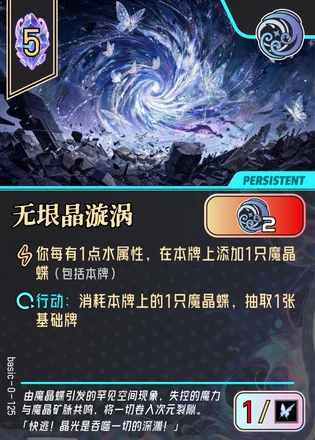 5
PERSISTENT
无垠晶漩涡
2
你每有1点水属性，在本牌上添加1只魔晶
蝶（包括本牌）
行动：消耗本牌上的1只魔晶蝶，抽取1张
基础牌
basic-0-125
由魔晶蝶引发的罕见空间现象，失控的魔力
与魔晶矿脉共鸣，将一切卷入次元裂隙。
「快逃！晶光是吞噬一切的深渊！」
1/